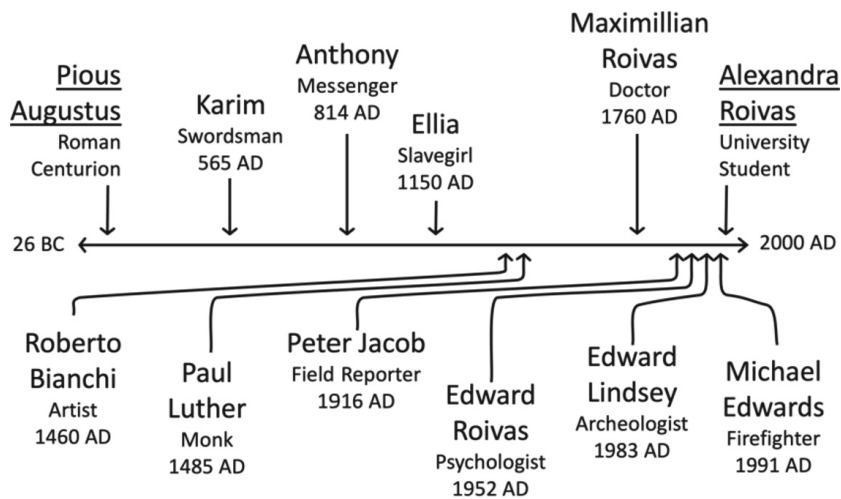 Pious
Augustus
Roman
Centurion
Karim
Swordsman
565 AD
Anthony
Messenger
814 AD
Ellia
Slavegirl
1150 AD
Maximillian
Roivas
Doctor
1760 AD
Alexandra
Roivas
University
Student
26 BC
2000 AD
Roberto
Bianchi
Artist
1460 AD
Paul
Luther
Monk
1485 AD
Peter Jacob
Field Reporter
1916 AD
Edward
Roivas
Psychologist
1952 AD
Edward
Lindsey
Archeologist
1983 AD
Michael
Edwards
Firefighter
1991 AD